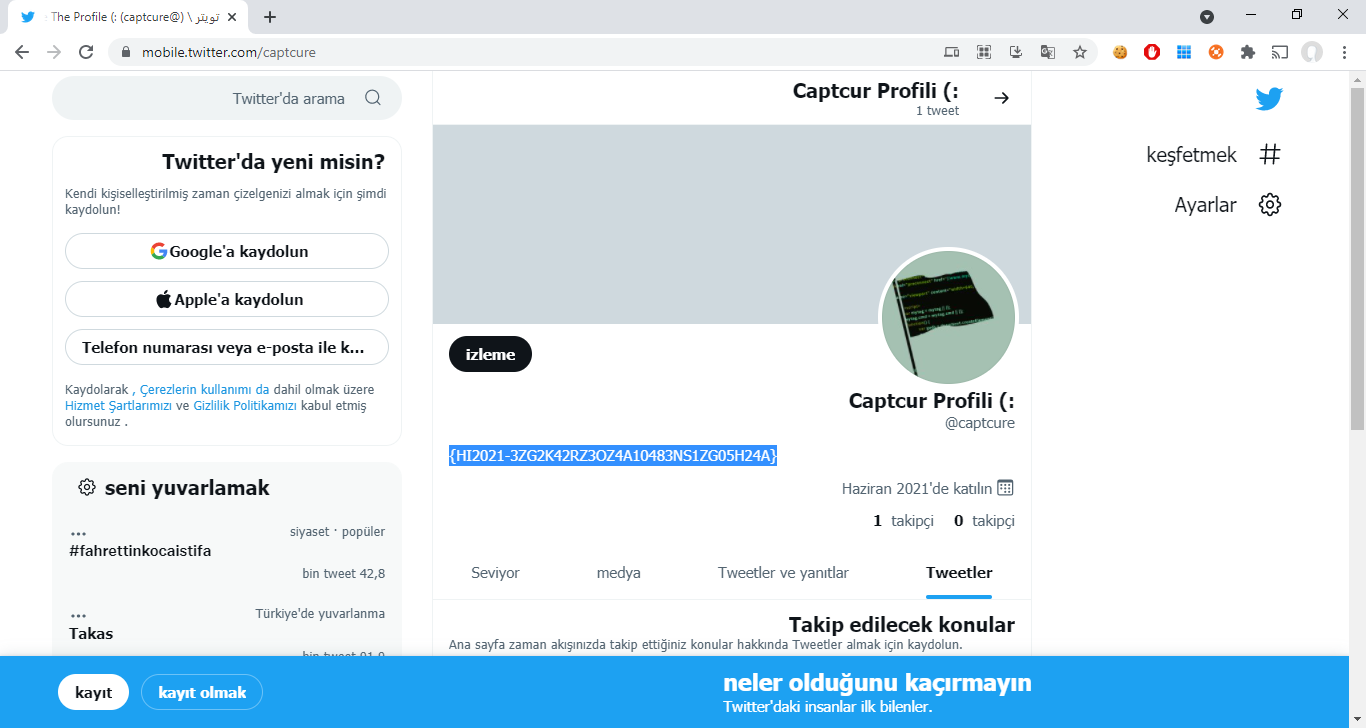 The Profile (: (captcure@) \ تويتر
mobile.twitter.com/captcure
Twitter'da arama
Twitter'da yeni misin?
Kendi kişiselleştirilmiş zaman çizelgenizi almak için şimdi
kaydolun!
Google'a kaydolun
Apple'a kaydolun
Telefon numarası veya e-posta ile k...
Kaydolarak , Çerezlerin kullanımı da dahil olmak üzere
Hizmet Şartlarımızı ve Gizlilik Politikamızı kabul etmiş
olursunuz .
seni yuvarlamak
siyaset · popüler
#fahrettinkocaistifa
bin tweet 42,8
Türkiye'de yuvarlanma
Takas
bin tweet 91,9
Captcur Profili (:
1 tweet
izleme
Captcur Profili (:
@captcure
{HI2021-3ZG2K42RZ3OZ4A10483NS1ZG05H24A}
Haziran 2021'de katılın
1 takipçi 0 takipçi
Seviyor medya Tweetler ve yanıtlar Tweetler
Takip edilecek konular
Ana sayfa zaman akışınızda takip ettiğiniz konular hakkında Tweetler almak için kaydolun.
keşfetmek
Ayarlar
kayıt kayıt olmak
neler olduğunu kaçırmayın
Twitter'daki insanlar ilk bilenler.